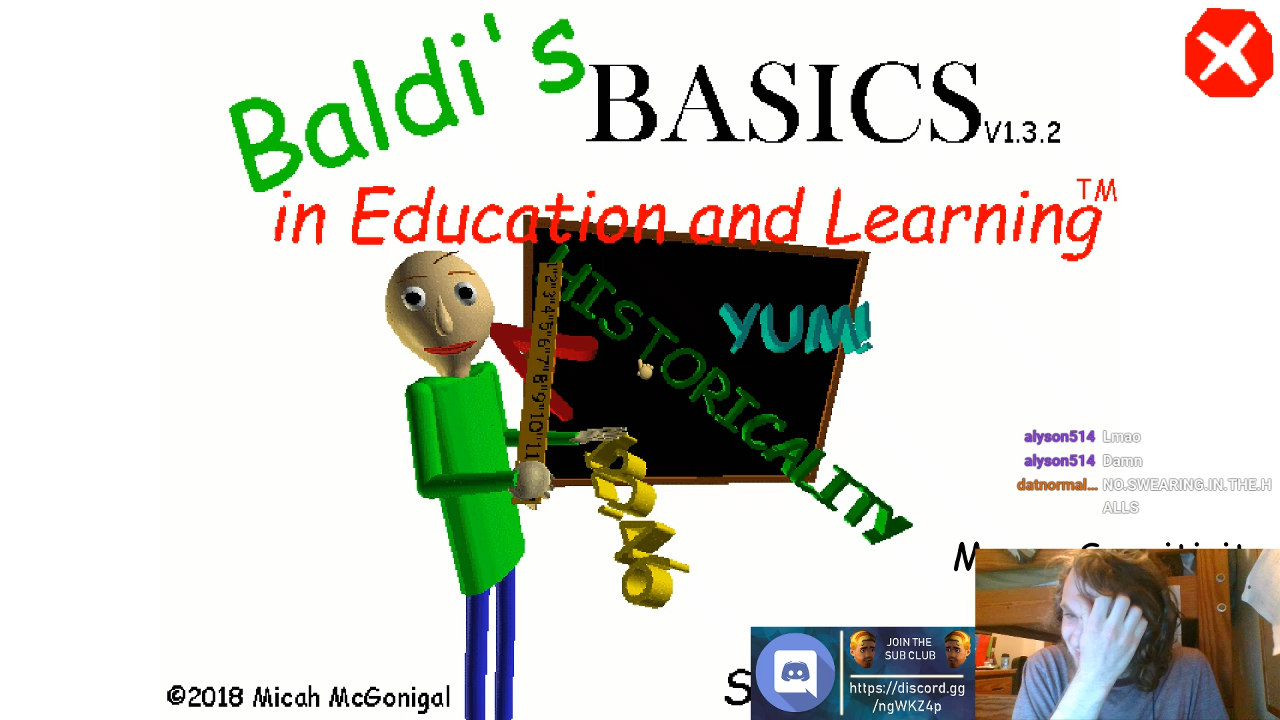 Baldi's BASICS V1.3.2
in Education and Learning TM
HISTORICALITY
YUM!
alyson514 Lmao
alyson514 Damn
datnormal... NO.SWEARING.IN.THE.H
ALLS
JOIN THE
SUB CLUB
https://discord.gg
/ngWKZ4p
©2018 Micah McGonigal